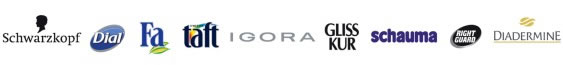 Schwarzkopf
Dial
Fa
taft
IGORA
GLISS
KUR
schauma
RIGHT
GUARD
DIADERMINE